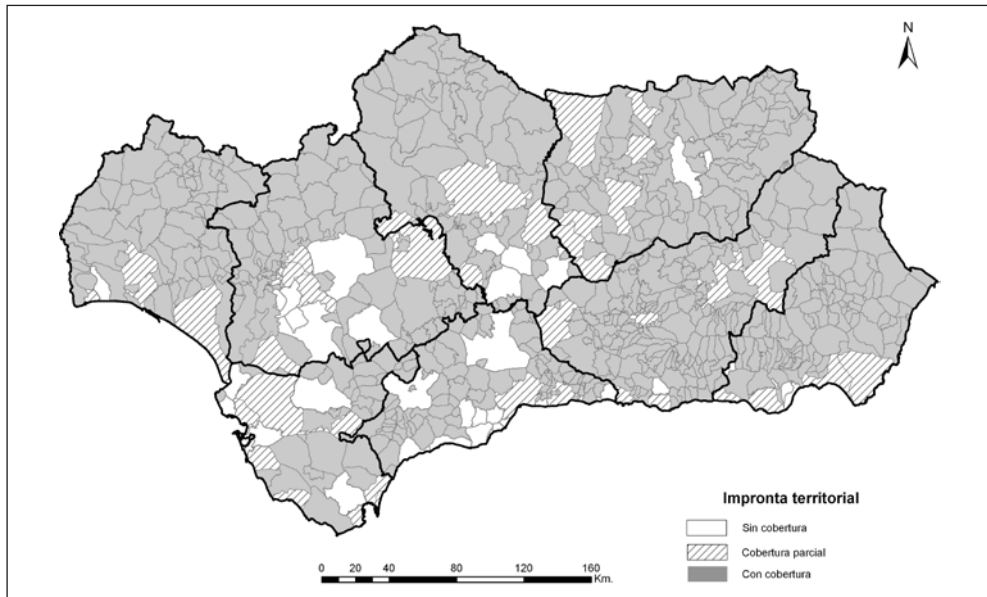 N
Impronta territorial
Sin cobertura
Cobertura parcial
Con cobertura
0 20 40 80 120 160
Km.